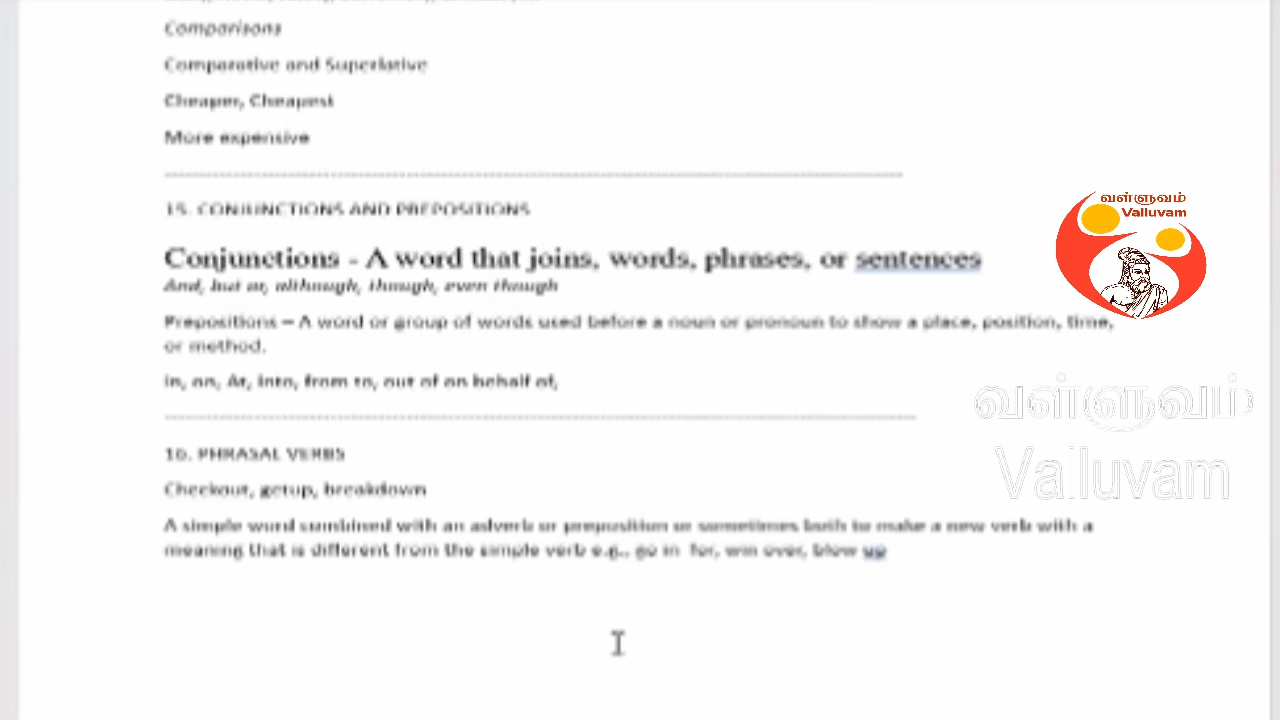 Comparisons
Comparative and Superlative
Cheaper, Cheapest
More expensive
15. CONJUNCTIONS AND PREPOSITIONS
Conjunctions - A word that joins, words, phrases, or sentences
And, but or, although, though, even though
Prepositions – A word or group of words used before a noun or pronoun to show a place, position, time,
or method.
in, on, At, into, from to, out of on behalf of,
16. PHRASAL VERBS
Checkout, getup, breakdown
A simple word combined with an adverb or preposition or sometimes both to make a new verb with a
meaning that is different from the simple verb e.g., go in for, win over, blow up
வள்ளுவம்
Valluvam
வள்ளுவம்
Valluvam